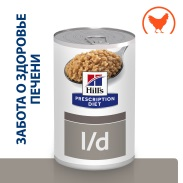 ЗАБОТА О ЗДОРОВЬЕ
ПЕЧЕНИ
Hill's
PRESCRIPTION DIET
l/d